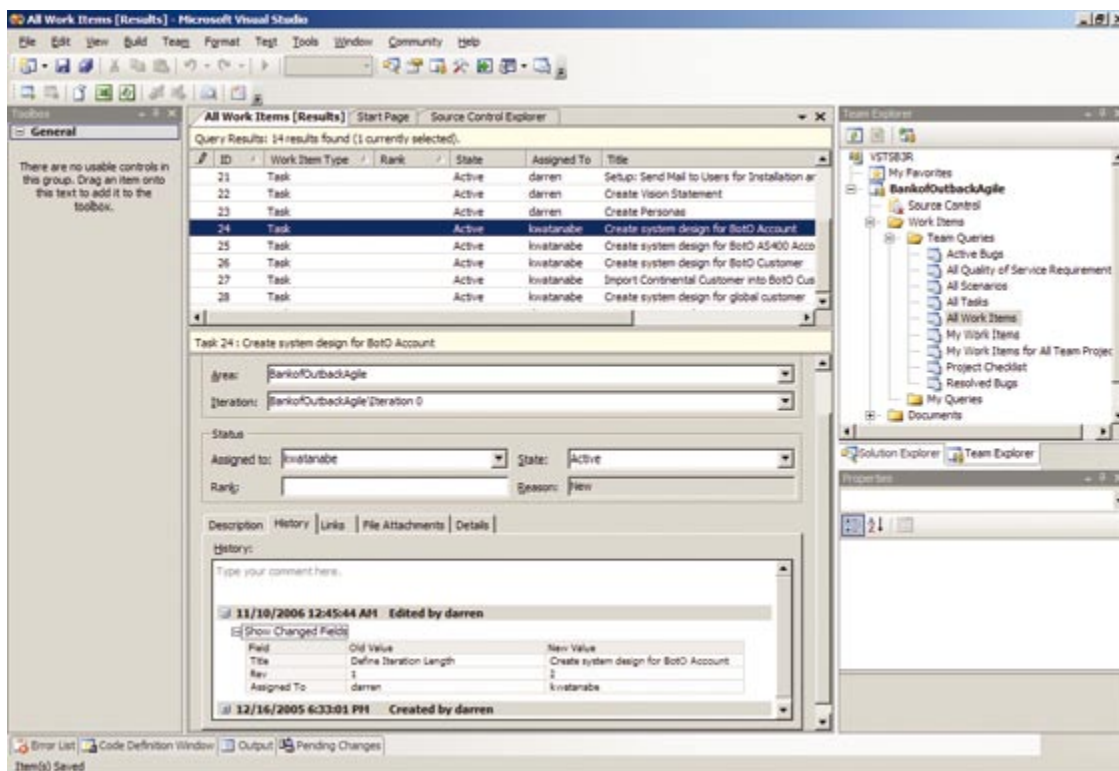 All Work Items [Results] - Microsoft Visual Studio
File Edit View Build Team Format Test Tools Window Community Help
Toolbox
General
There are no usable controls in
this group. Drag an item onto
this text to add it to the
toolbox.
All Work Items [Results] Start Page Source Control Explorer
Query Results: 14 results found (1 currently selected).
ID Work Item Type Rank State Assigned To Title
21 Task Active darren Setup: Send Mail to Users for Installation ar
22 Task Active darren Create Vision Statement
23 Task Active darren Create Personas
24 Task Active kwatanabe Create system design for BotO Account
25 Task Active kwatanabe Create system design for BotO AS400 Acco
26 Task Active kwatanabe Create system design for BotO Customer
27 Task Active kwatanabe Import Continental Customer into BotO Cus
28 Task Active kwatanabe Create system design for global customer
Task 24 : Create system design for BotO Account
Area: BankofOutbackAgile
Iteration: BankofOutbackAgile\Iteration 0
Status
Assigned to: kwatanabe State: Active
Rank: Reason: New
Description History Links File Attachments Details
History:
Type your comment here.
11/10/2006 12:45:44 AM Edited by darren
Show Changed Fields
Field Old Value New Value
Title Define Iteration Length Create system design for BotO Account
Rev 1 2
Assigned To darren kwatanabe
12/16/2005 6:33:01 PM Created by darren
Team Explorer
VSTSB3R
My Favorites
BankofOutbackAgile
Source Control
Work Items
Team Queries
Active Bugs
All Quality of Service Requirement
All Scenarios
All Tasks
All Work Items
My Work Items
My Work Items for All Team Projec
Project Checklist
Resolved Bugs
My Queries
Documents
Solution Explorer Team Explorer
Properties
Error List Code Definition Window Output Pending Changes
Item(s) Saved